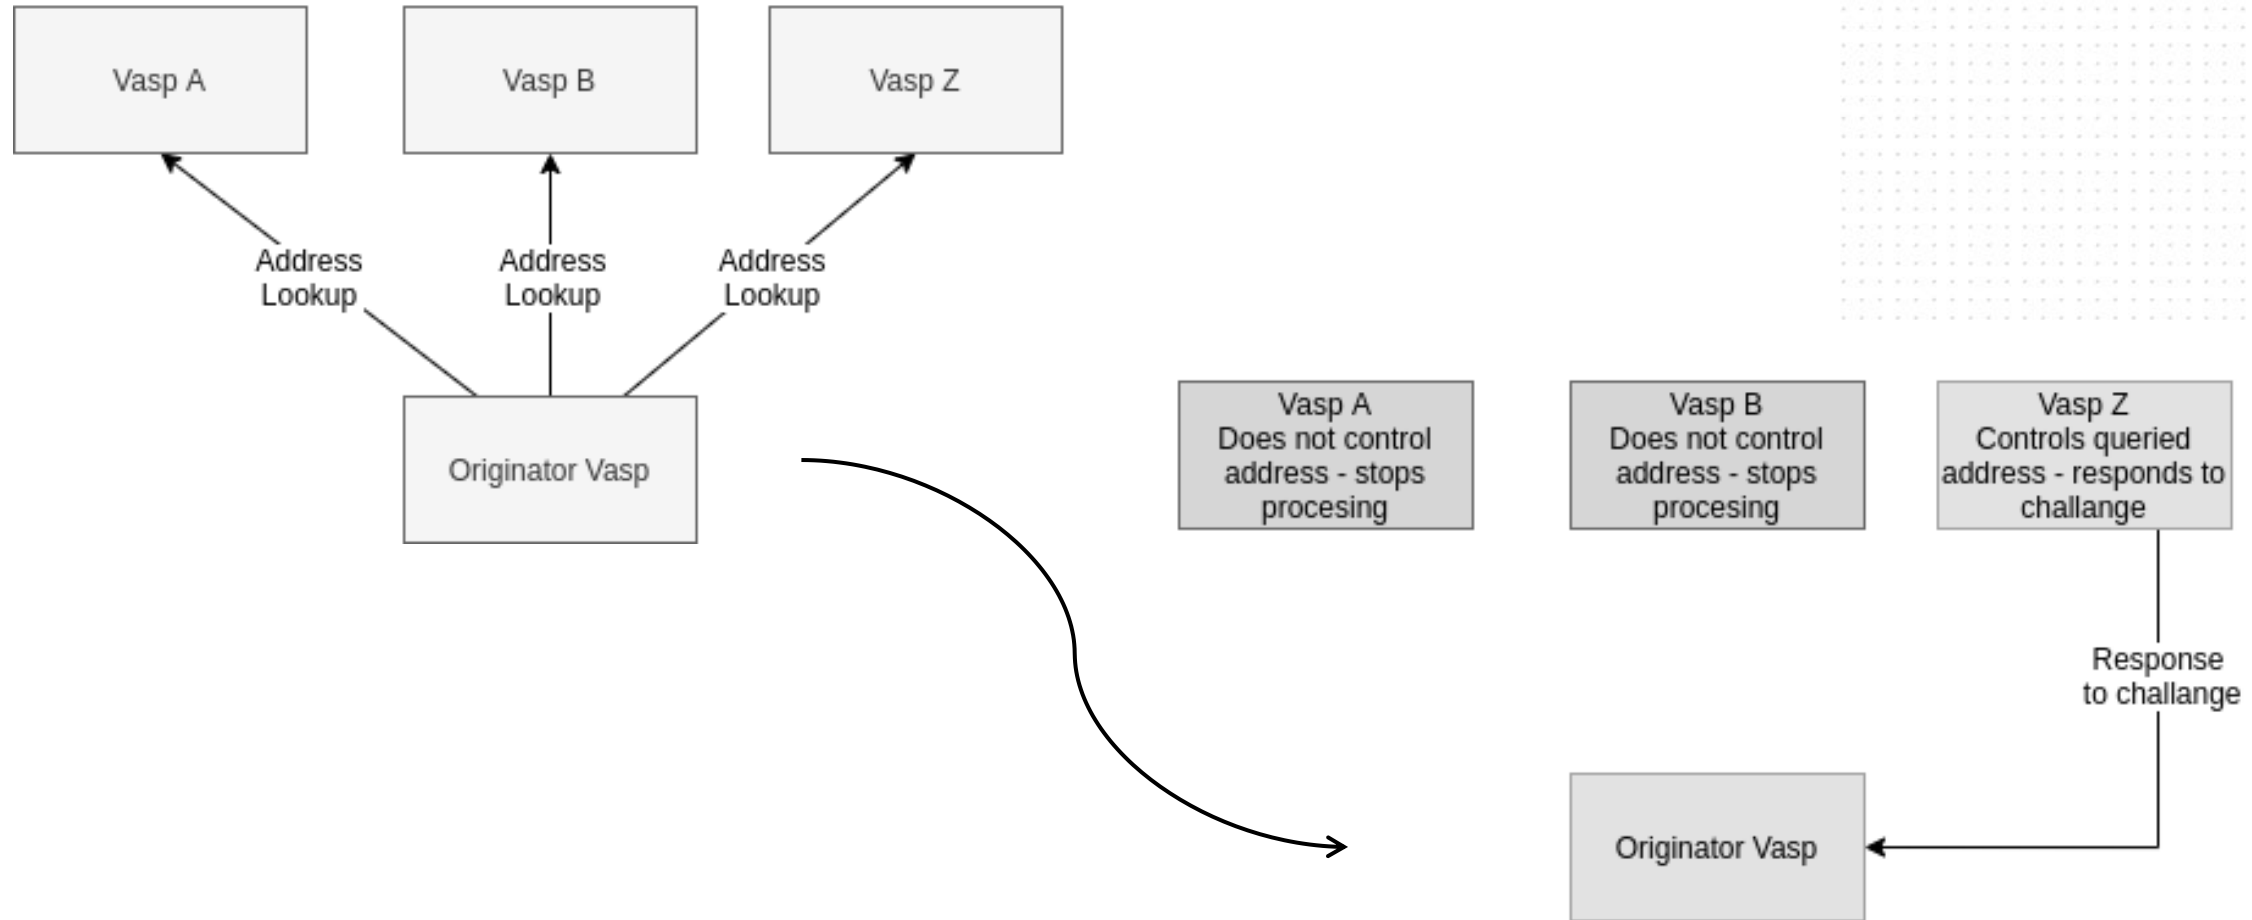 Vasp A
Vasp B
Vasp Z
Address
Lookup
Address
Lookup
Address
Lookup
Originator Vasp
Vasp A
Does not control
address - stops
procesing
Vasp B
Does not control
address - stops
procesing
Vasp Z
Controls queried
address - responds to
challange
Response
to challange
Originator Vasp